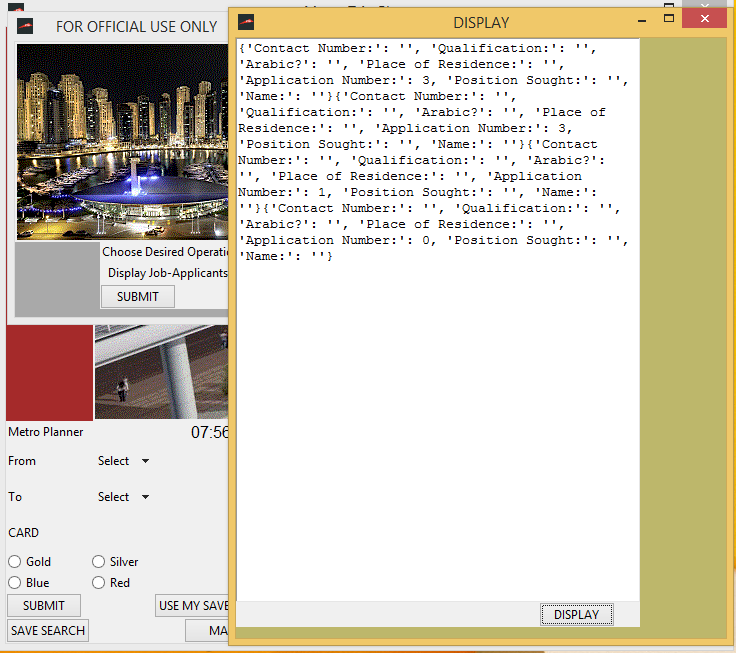 FOR OFFICIAL USE ONLY
Choose Desired Operati
Display Job-Applicants
SUBMIT
Metro Planner
07:56
From
Select
To
Select
CARD
Gold
Silver
Blue
Red
SUBMIT
USE MY SAVE
SAVE SEARCH
MA
DISPLAY
{'Contact Number:': '', 'Qualification:': '',
'Arabic?': '', 'Place of Residence:': '',
'Application Number:': 3, 'Position Sought:': '',
'Name:': ''}{'Contact Number:': '',
'Qualification:': '', 'Arabic?': '', 'Place of
Residence:': '', 'Application Number:': 3,
'Position Sought:': '', 'Name:': ''}{'Contact
Number:': '', 'Qualification:': '', 'Arabic?':
'', 'Place of Residence:': '', 'Application
Number:': 1, 'Position Sought:': '', 'Name:':
''}{'Contact Number:': '', 'Qualification:': '',
'Arabic?': '', 'Place of Residence:': '',
'Application Number:': 0, 'Position Sought:': '',
'Name:': ''}
DISPLAY